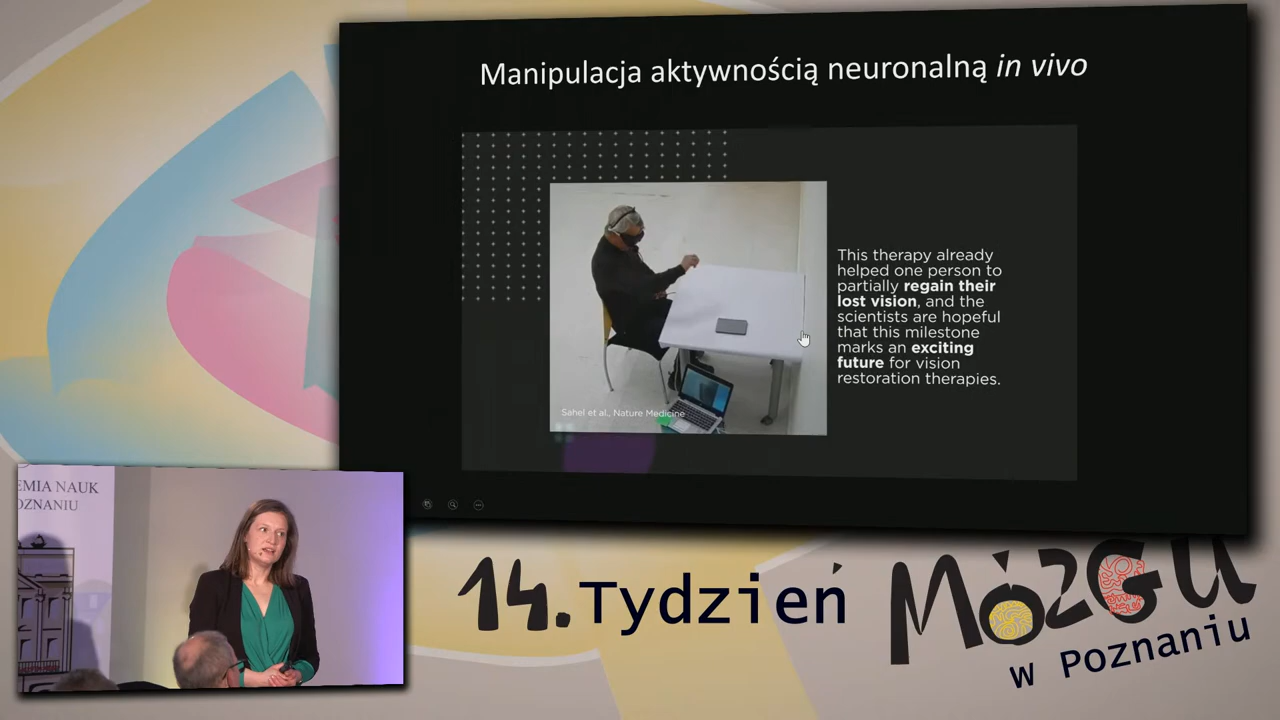 Manipulacja aktywnością neuronalną in vivo
This therapy already
helped one person to
partially regain their
lost vision, and the
scientists are hopeful
that this milestone
marks an exciting
future for vision
restoration therapies.
Sahel et al., Nature Medicine
EMIA NAUK
OZNANIU
14. Tydzień MÓZGU
w Poznaniu